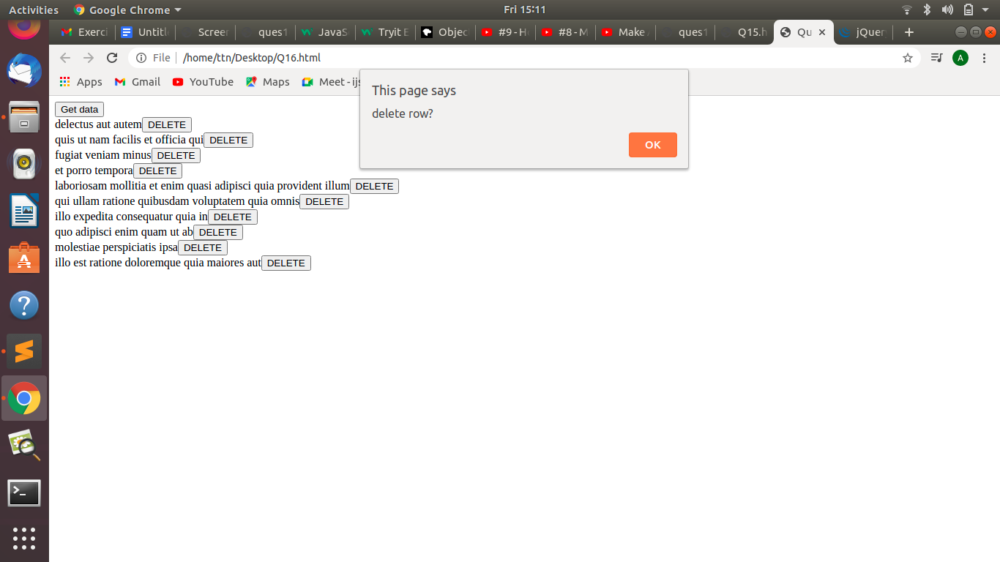 Activities Google Chrome Fri 15:11
Exerci Untitl Screer ques1 JavaS Tryit E Objec #9 - Ho #8 - M Make A ques1 Q15.h Qu jQuer
File /home/ttn/Desktop/Q16.html A
Apps Gmail YouTube Maps Meet - ijs
This page says
delete row?
OK
Get data
delectus aut autem DELETE
quis ut nam facilis et officia qui DELETE
fugiat veniam minus DELETE
et porro tempora DELETE
laboriosam mollitia et enim quasi adipisci quia provident illum DELETE
qui ullam ratione quibusdam voluptatem quia omnis DELETE
illo expedita consequatur quia in DELETE
quo adipisci enim quam ut ab DELETE
molestiae perspiciatis ipsa DELETE
illo est ratione doloremque quia maiores aut DELETE